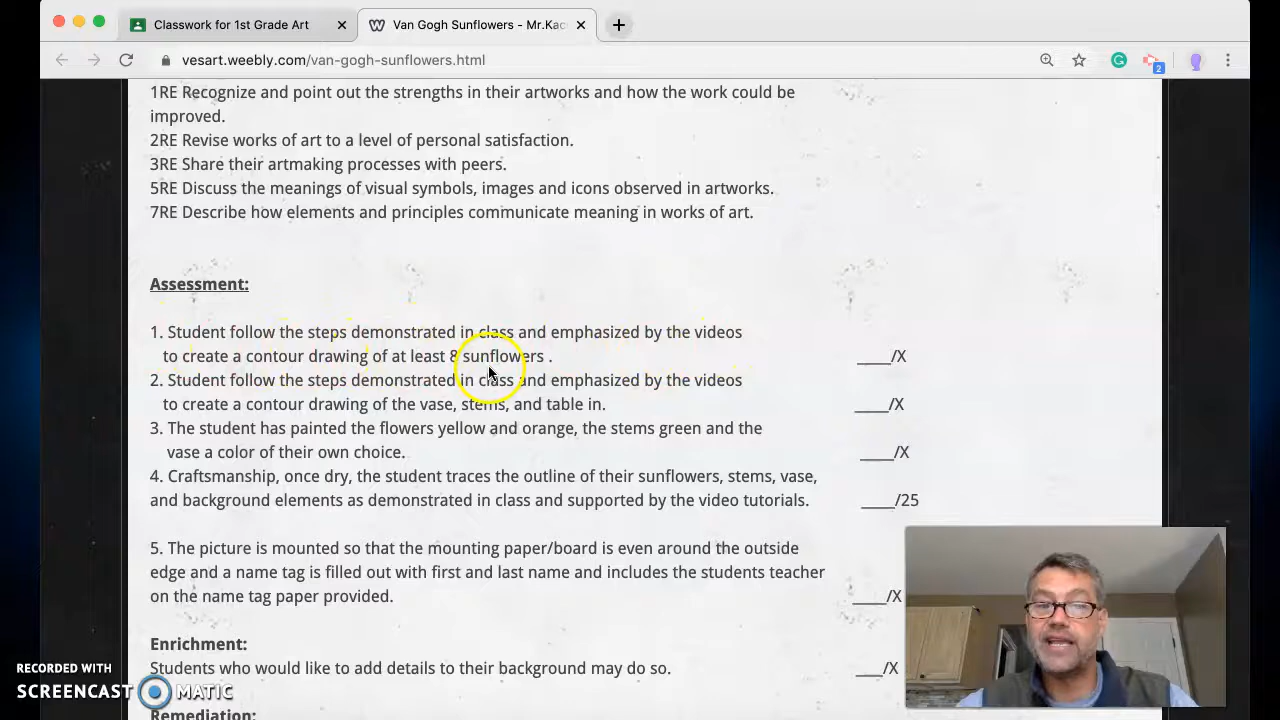 Classwork for 1st Grade Art
Van Gogh Sunflowers - Mr.Kac
vesart.weebly.com/van-gogh-sunflowers.html
2
1RE Recognize and point out the strengths in their artworks and how the work could be
improved.
2RE Revise works of art to a level of personal satisfaction.
3RE Share their artmaking processes with peers.
5RE Discuss the meanings of visual symbols, images and icons observed in artworks.
7RE Describe how elements and principles communicate meaning in works of art.
Assessment:
1. Student follow the steps demonstrated in class and emphasized by the videos
to create a contour drawing of at least 8 sunflowers . ____/X
2. Student follow the steps demonstrated in class and emphasized by the videos
to create a contour drawing of the vase, stems, and table in. ____/X
3. The student has painted the flowers yellow and orange, the stems green and the
vase a color of their own choice. ____/X
4. Craftsmanship, once dry, the student traces the outline of their sunflowers, stems, vase,
and background elements as demonstrated in class and supported by the video tutorials. ____/25
5. The picture is mounted so that the mounting paper/board is even around the outside
edge and a name tag is filled out with first and last name and includes the students teacher
on the name tag paper provided. ____/X
Enrichment:
Students who would like to add details to their background may do so. ___/X
Remediation:
RECORDED WITH
SCREENCAST MATIC